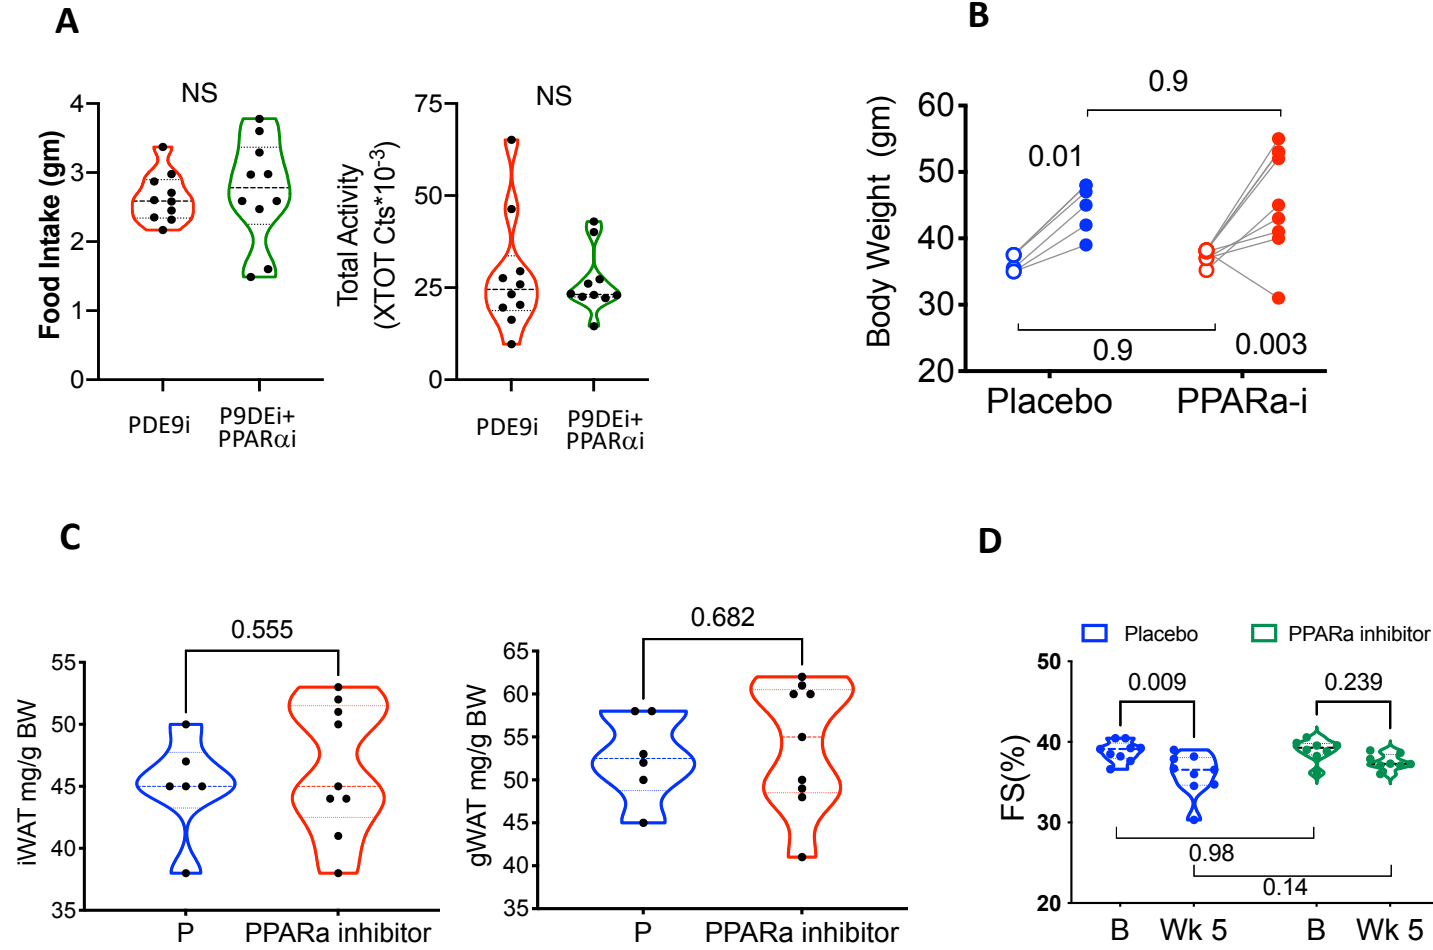 A
NS
4
3
2
1
0
Food Intake (gm)
PDE9i
P9DEi+
PPARαi
NS
75
50
25
0
Total Activity
(XTOT Cts*10-3)
PDE9i
P9DEi+
PPARαi
B
0.9
60
50
40
30
20
Body Weight (gm)
0.01
0.9
0.003
Placebo
PPARa-i
C
0.555
55
50
45
40
35
iWAT mg/g BW
P
PPARa inhibitor
0.682
65
60
55
50
45
40
35
gWAT mg/g BW
P
PPARa inhibitor
D
Placebo
PPARa inhibitor
50
40
30
20
FS(%)
0.009
0.239
0.98
0.14
B
Wk 5
B
Wk 5